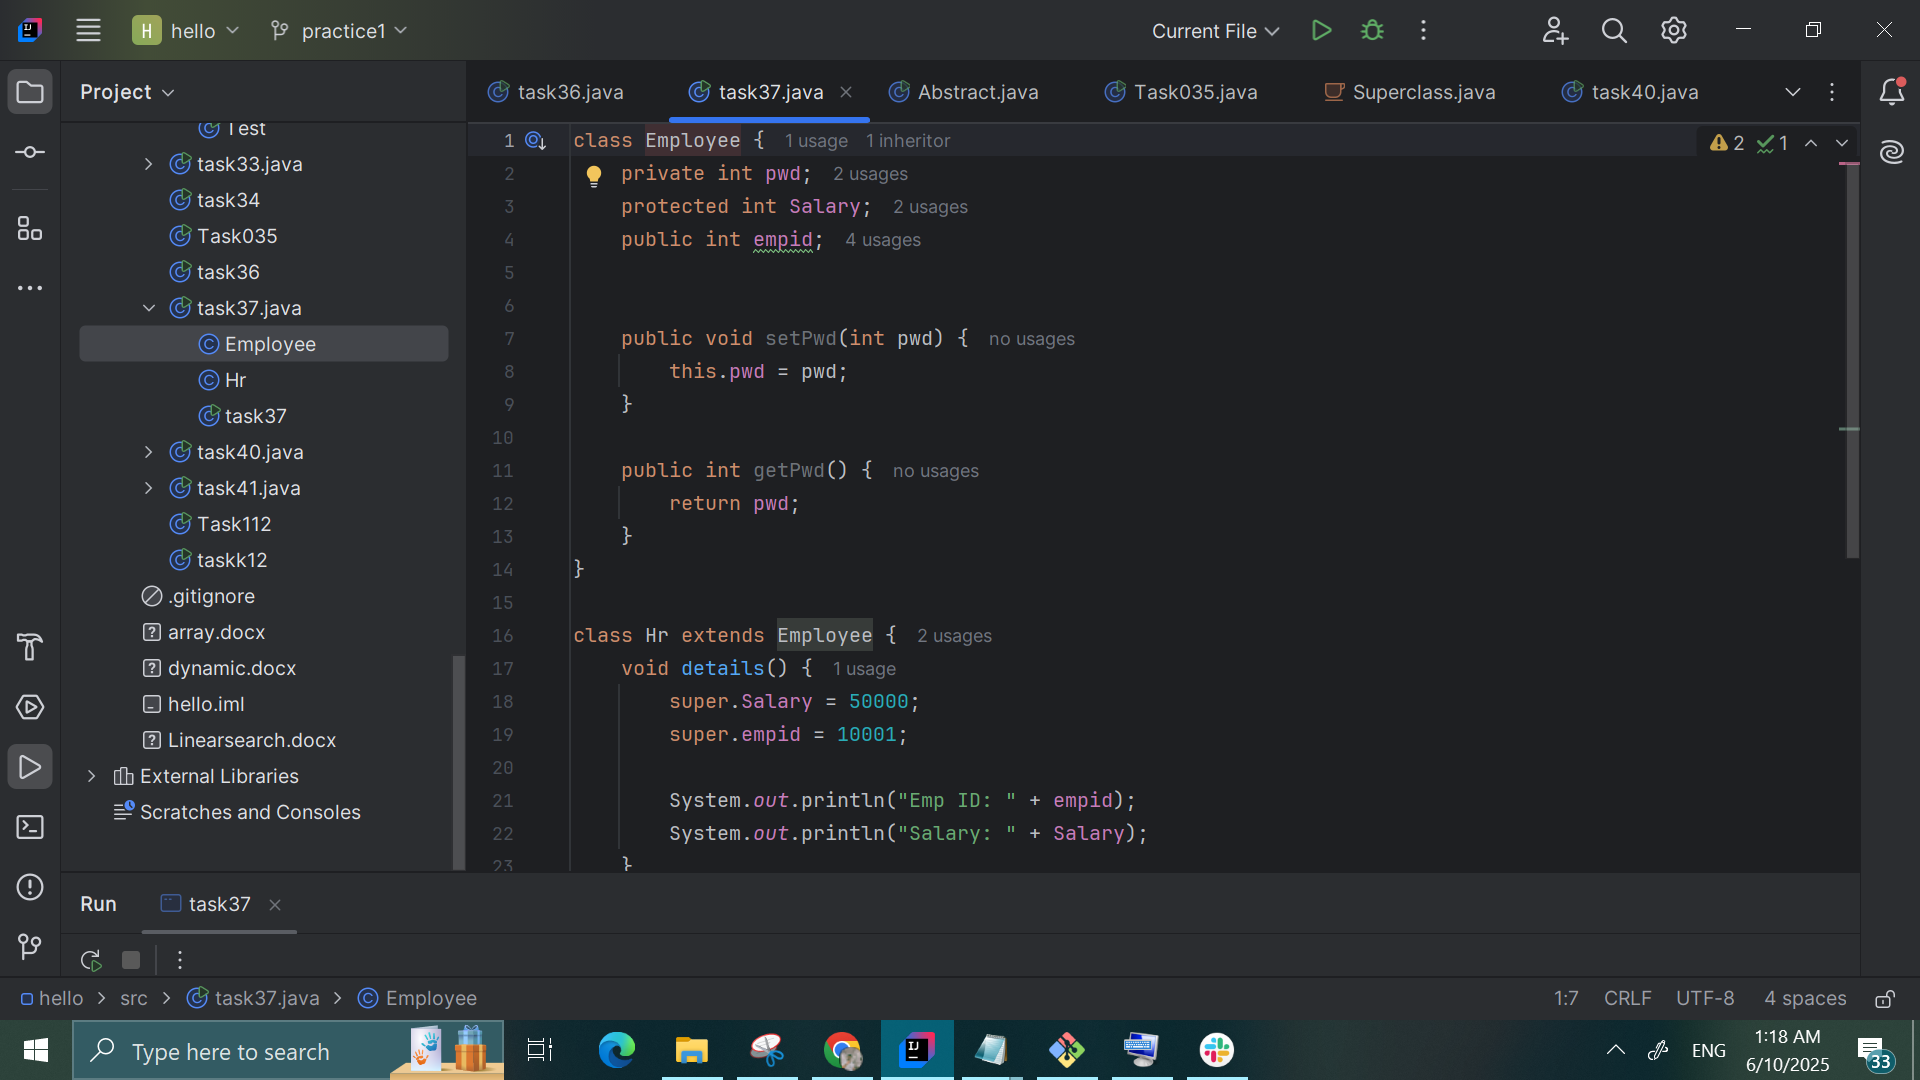 H hello practice1 Current File
Project
task36.java task37.java Abstract.java Task035.java Superclass.java task40.java
Test
task33.java
task34
Task035
task36
task37.java
Employee
Hr
task37
task40.java
task41.java
Task112
taskk12
.gitignore
array.docx
dynamic.docx
hello.iml
Linearsearch.docx
External Libraries
Scratches and Consoles
1 class Employee { 1 usage 1 inheritor 2 1
2 private int pwd; 2 usages
3 protected int Salary; 2 usages
4 public int empid; 4 usages
5
6
7 public void setPwd(int pwd) { no usages
8 this.pwd = pwd;
9 }
10
11 public int getPwd() { no usages
12 return pwd;
13 }
14 }
15
16 class Hr extends Employee { 2 usages
17 void details() { 1 usage
18 super.Salary = 50000;
19 super.empid = 10001;
20
21 System.out.println("Emp ID: " + empid);
22 System.out.println("Salary: " + Salary);
23 }
Run task37
hello > src > task37.java > Employee 1:7 CRLF UTF-8 4 spaces
Type here to search
ENG
1:18 AM
6/10/2025
33